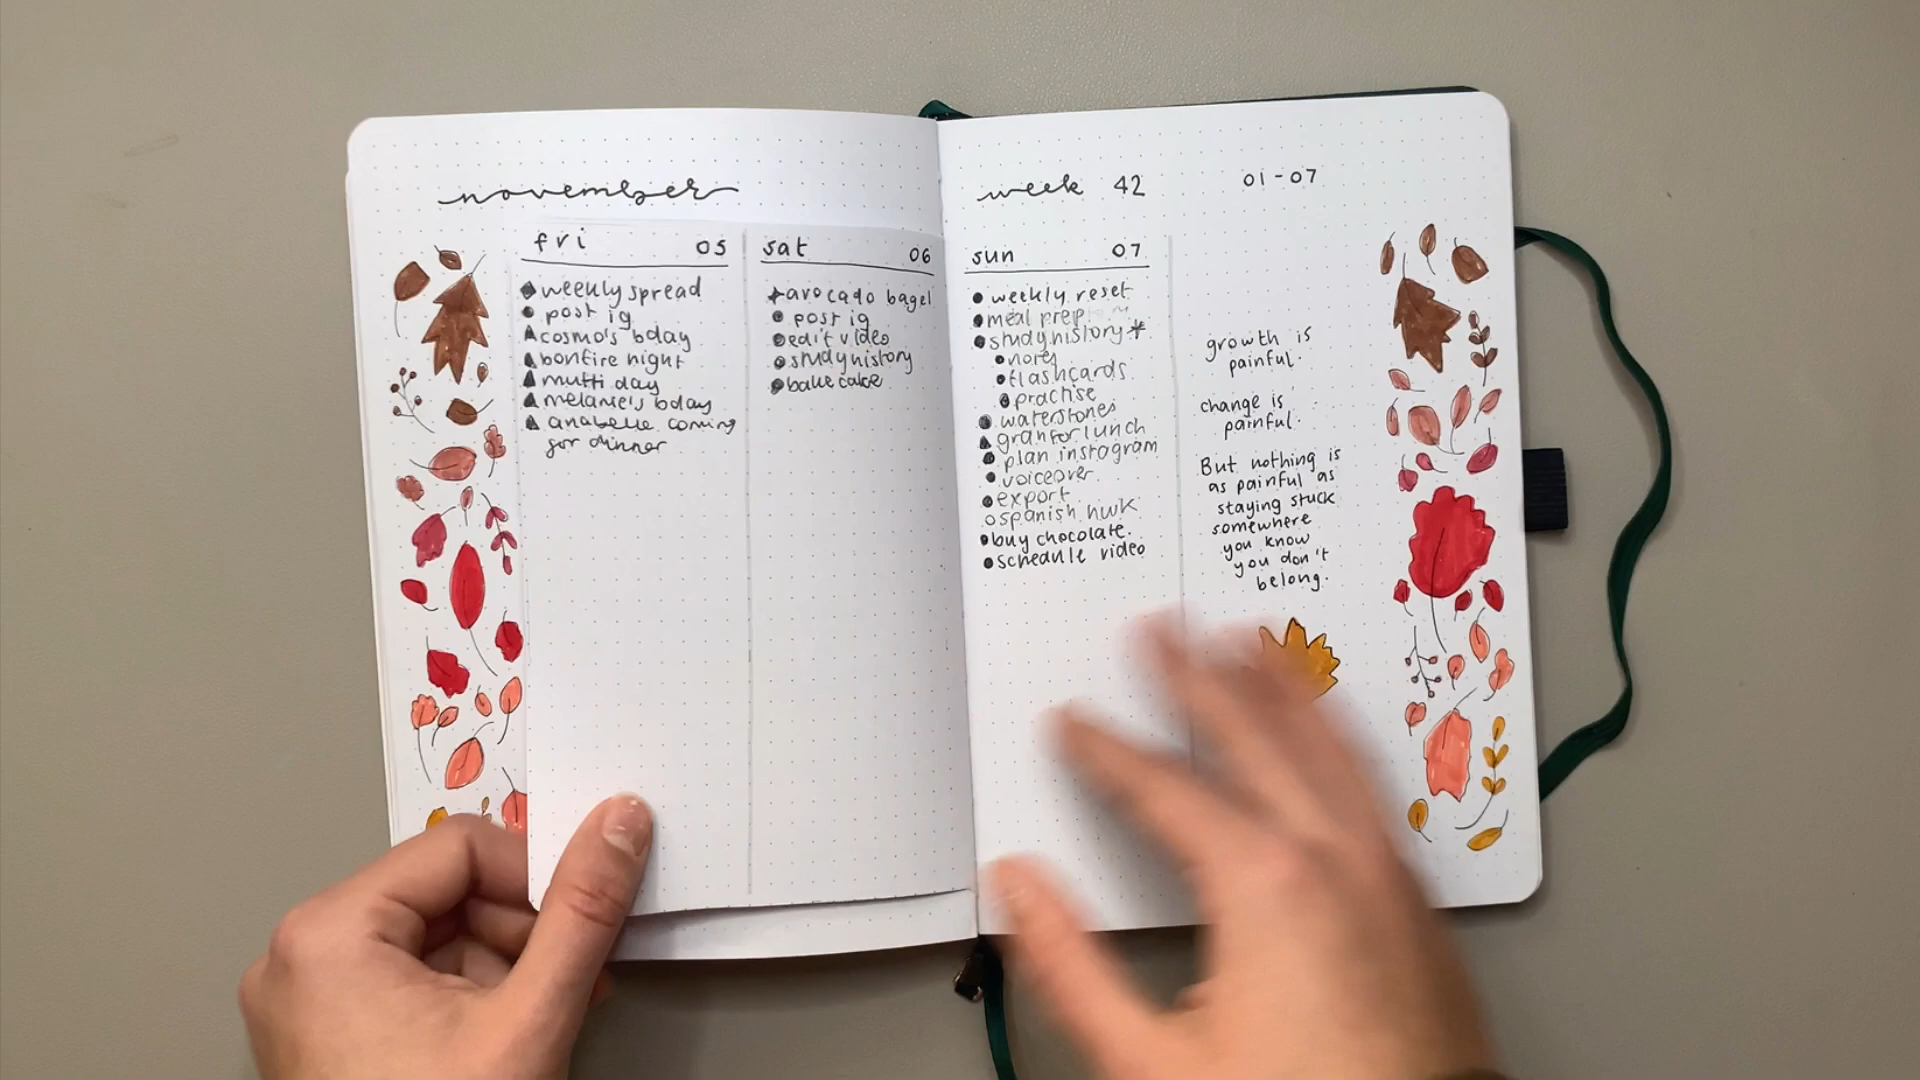 november
fri 05
weekly spread
post ig
cosmo's bday
bonfire night
mufti day
melanie's bday
anabelle coming
for dinner
sat 06
avocado bagel
post ig
edit video
study history
bake cake
week 42
01-07
sun 07
weekly reset
meal prep
study history *
notes
flashcards
practise
waterstones
gran for lunch
plan instagram
voiceover
export
spanish hwk
buy chocolate.
schedule video
growth is
painful.
change is
painful.
But nothing is
as painful as
staying stuck
somewhere
you know
you don't
belong.